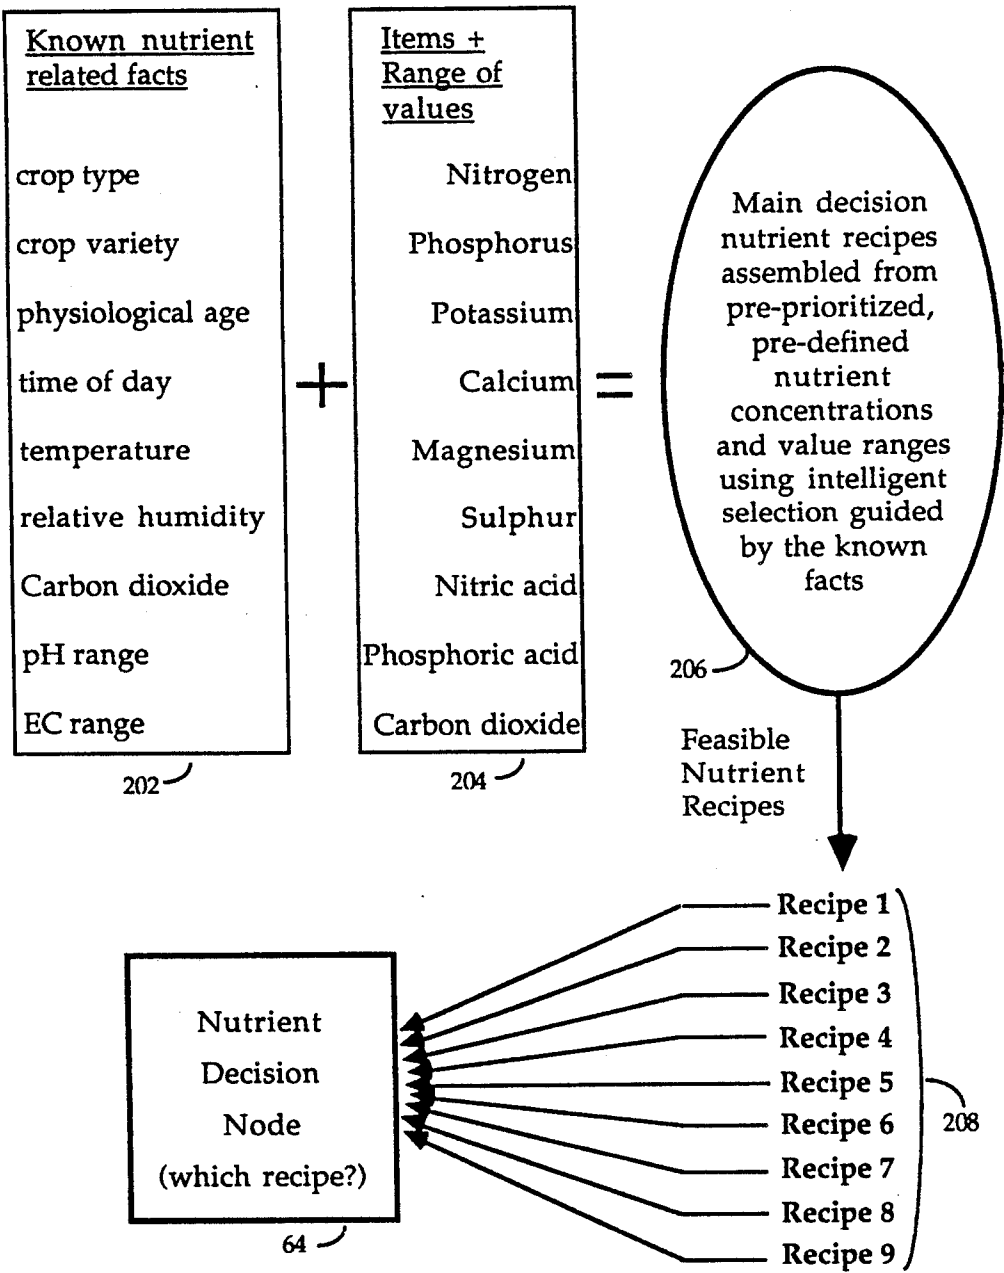 Known nutrient
related facts
crop type
crop variety
physiological age
time of day
temperature
relative humidity
Carbon dioxide
pH range
EC range
202
+
Items +
Range of
values
Nitrogen
Phosphorus
Potassium
Calcium
Magnesium
Sulphur
Nitric acid
Phosphoric acid
Carbon dioxide
204
=
Main decision
nutrient recipes
assembled from
pre-prioritized,
pre-defined
nutrient
concentrations
and value ranges
using intelligent
selection guided
by the known
facts
206
Feasible
Nutrient
Recipes
Recipe 1
Recipe 2
Recipe 3
Recipe 4
Recipe 5
Recipe 6
Recipe 7
Recipe 8
Recipe 9
208
Nutrient
Decision
Node
(which recipe?)
64